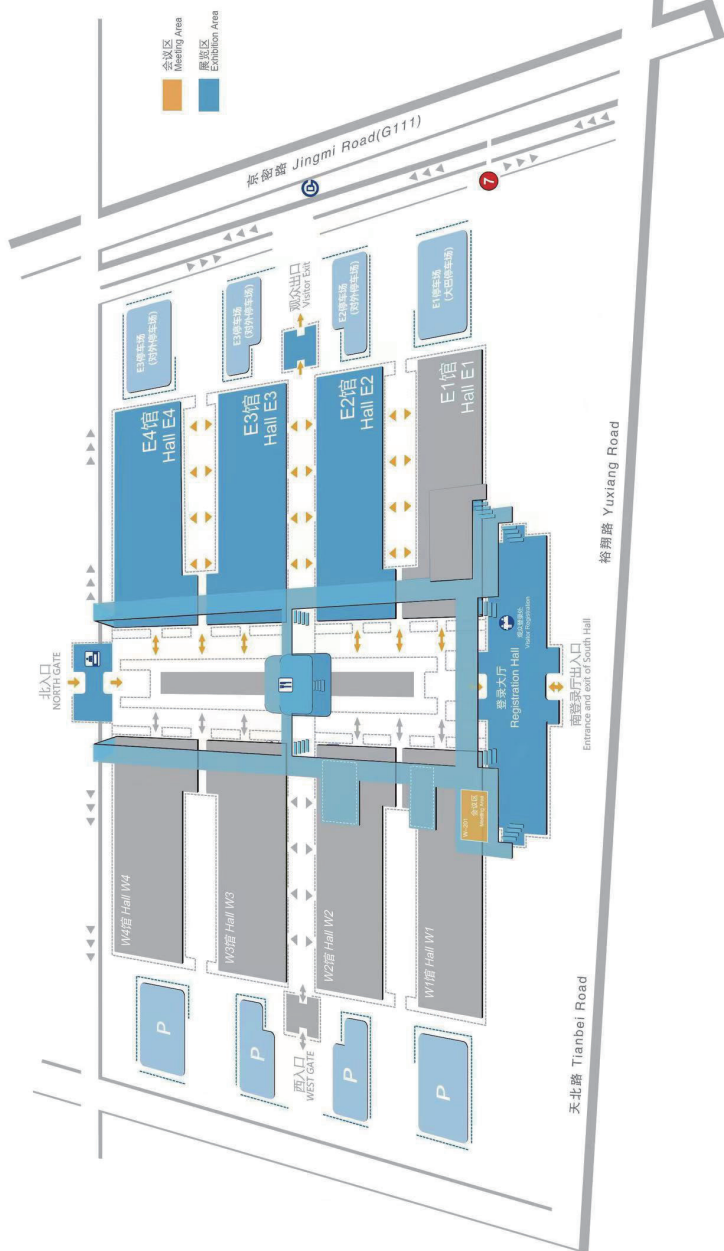 会议区
Meeting Area
展览区
Exhibition Area
京密路 Jingmi Road(G111)
7
北入口
NORTH GATE
E3停车场
(对外停车场)
E3停车场
(对外停车场)
观众出口
Visitor Exit
E2停车场
(对外停车场)
E1停车场
(大巴停车场)
E4馆
Hall E4
E3馆
Hall E3
E2馆
Hall E2
E1馆
Hall E1
W4馆 Hall W4
W3馆 Hall W3
W2馆 Hall W2
W1馆 Hall W1
P
P
P
P
西入口
WEST GATE
W-201
会议区
Meeting Area
登录大厅
Registration Hall
Visitor Registration
南登录厅出入口
Entrance and exit of South Hall
裕翔路 Yuxiang Road
天北路 Tianbei Road